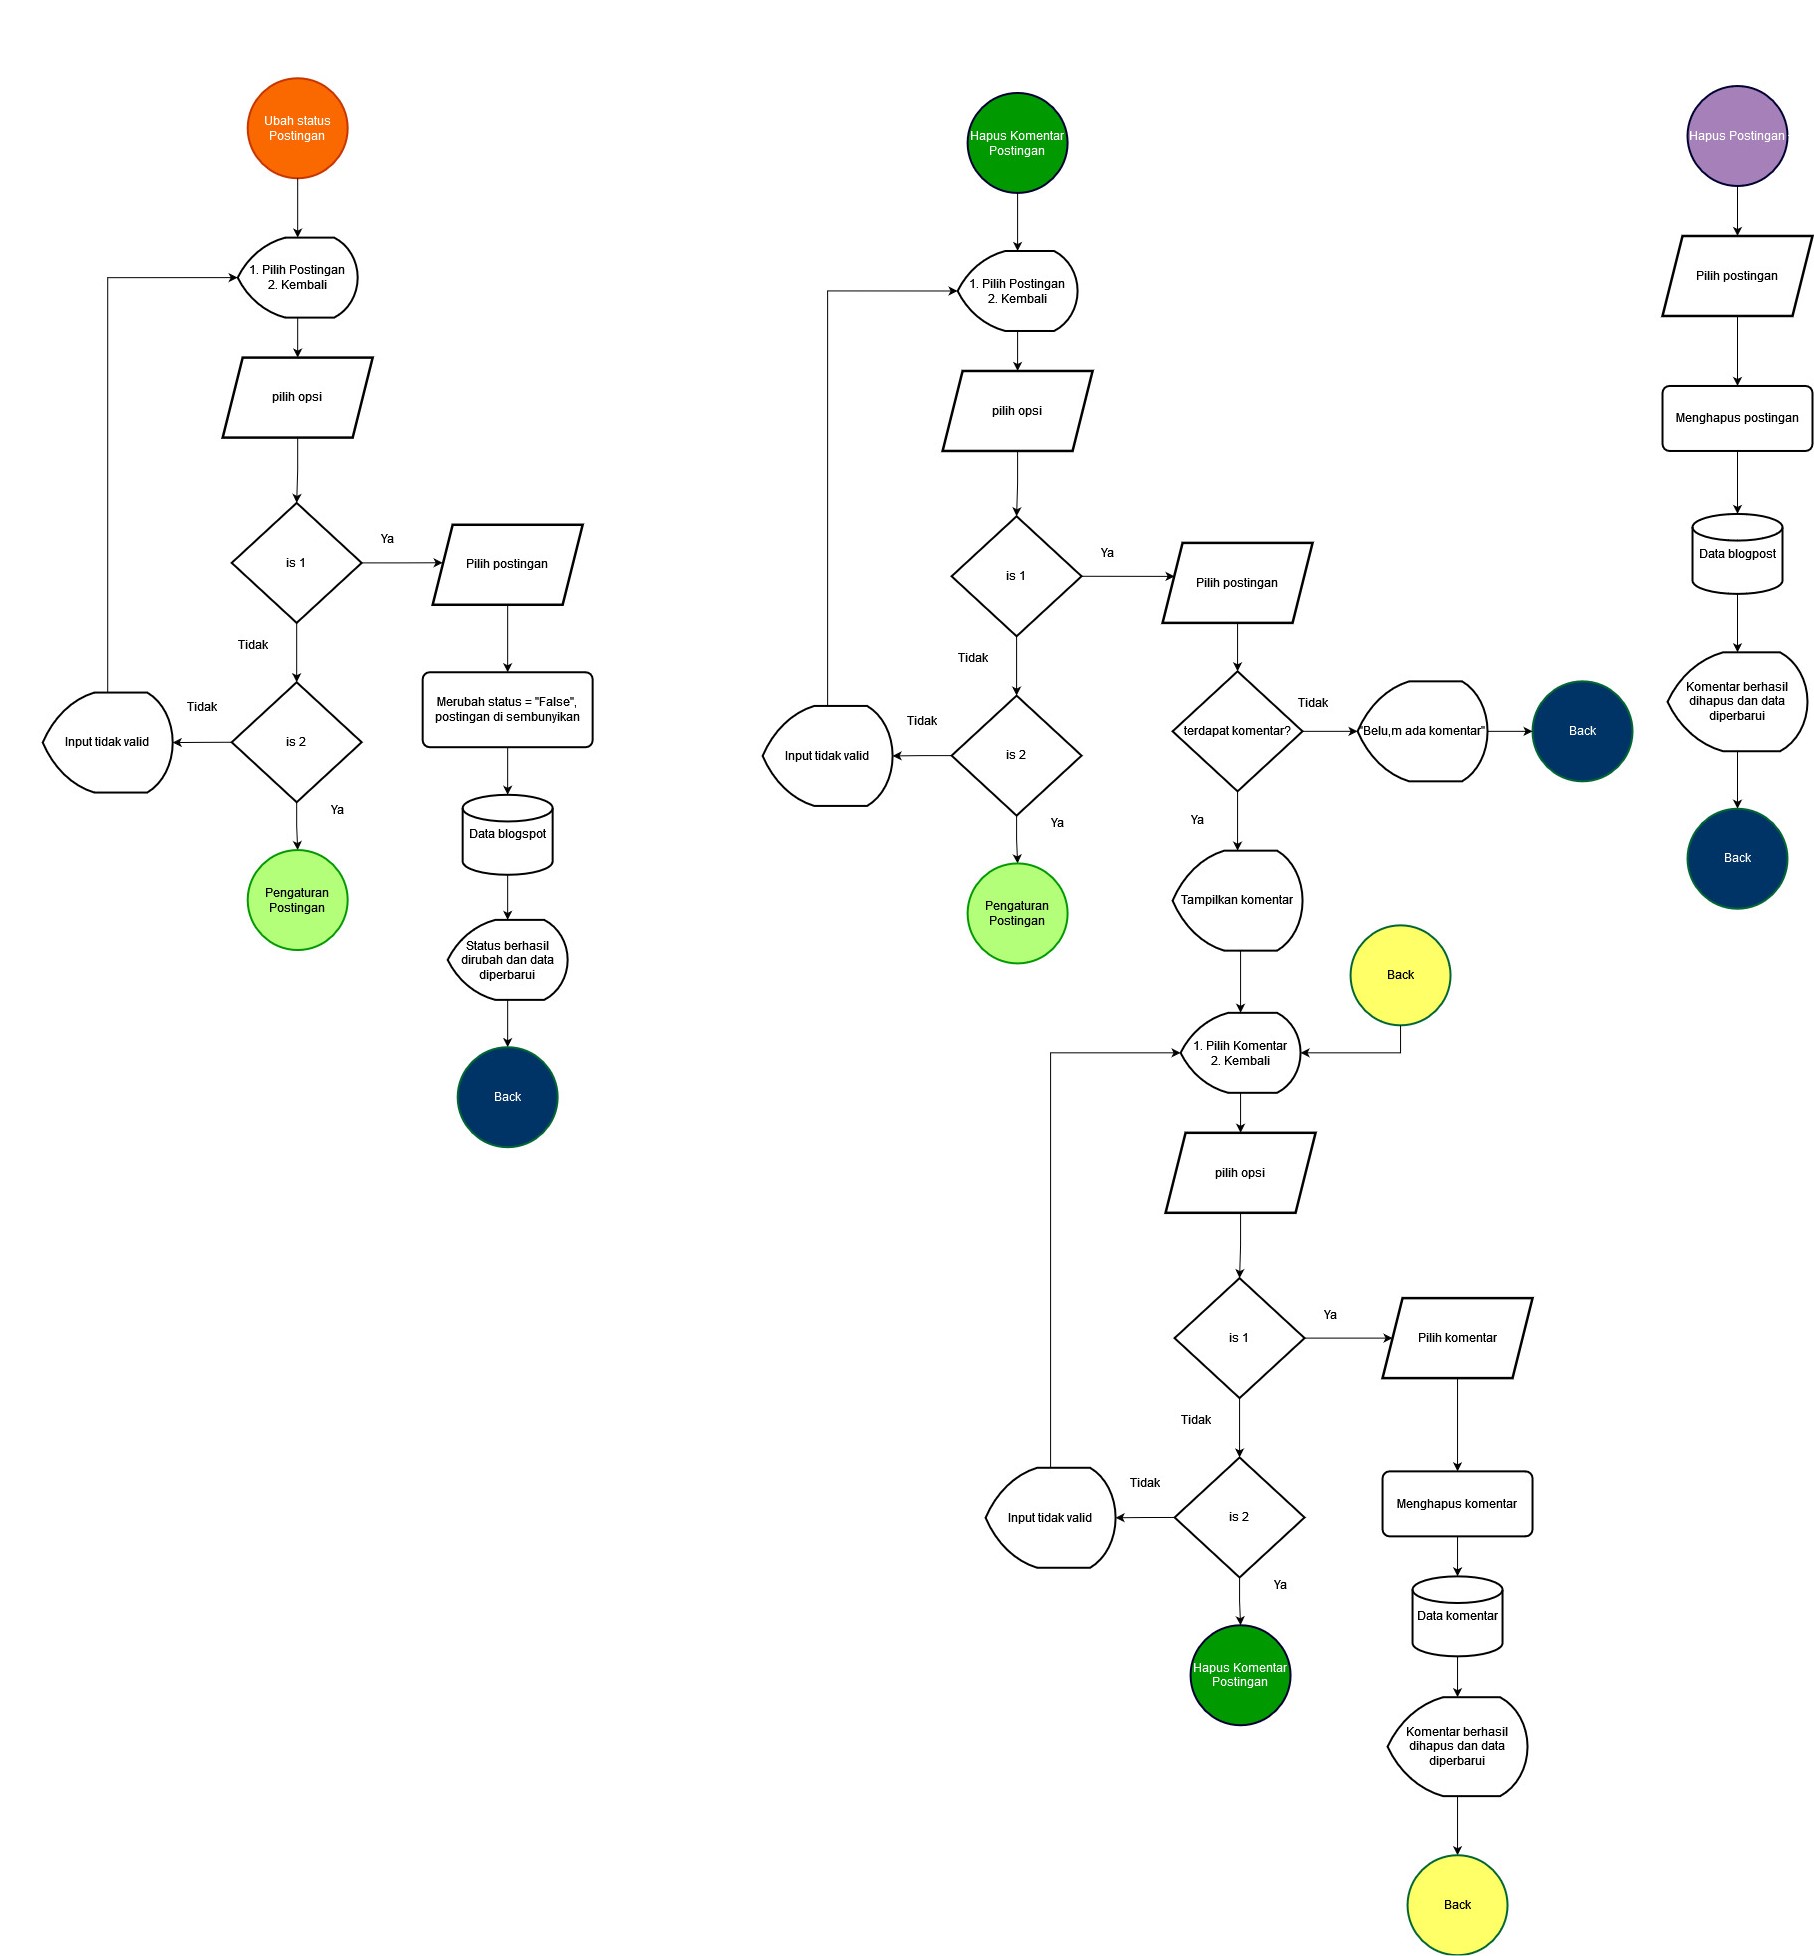 Ubah status
Postingan
1. Pilih Postingan
2. Kembali
pilih opsi
is 1
Ya
Pilih postingan
Tidak
Merubah status = "False",
postingan di sembunyikan
is 2
Tidak
Input tidak valid
Ya
Data blogspot
Pengaturan
Postingan
Status berhasil
dirubah dan data
diperbarui
Back
Hapus Komentar
Postingan
1. Pilih Postingan
2. Kembali
pilih opsi
is 1
Ya
Pilih postingan
Tidak
is 2
Tidak
Input tidak valid
Ya
Pengaturan
Postingan
terdapat komentar?
Tidak
"Belu,m ada komentar"
Back
Ya
Tampilkan komentar
Back
1. Pilih Komentar
2. Kembali
pilih opsi
is 1
Ya
Pilih komentar
Tidak
is 2
Tidak
Input tidak valid
Ya
Hapus Komentar
Postingan
Menghapus komentar
Data komentar
Komentar berhasil
dihapus dan data
diperbarui
Back
Hapus Postingan
Pilih postingan
Menghapus postingan
Data blogpost
Komentar berhasil
dihapus dan data
diperbarui
Back